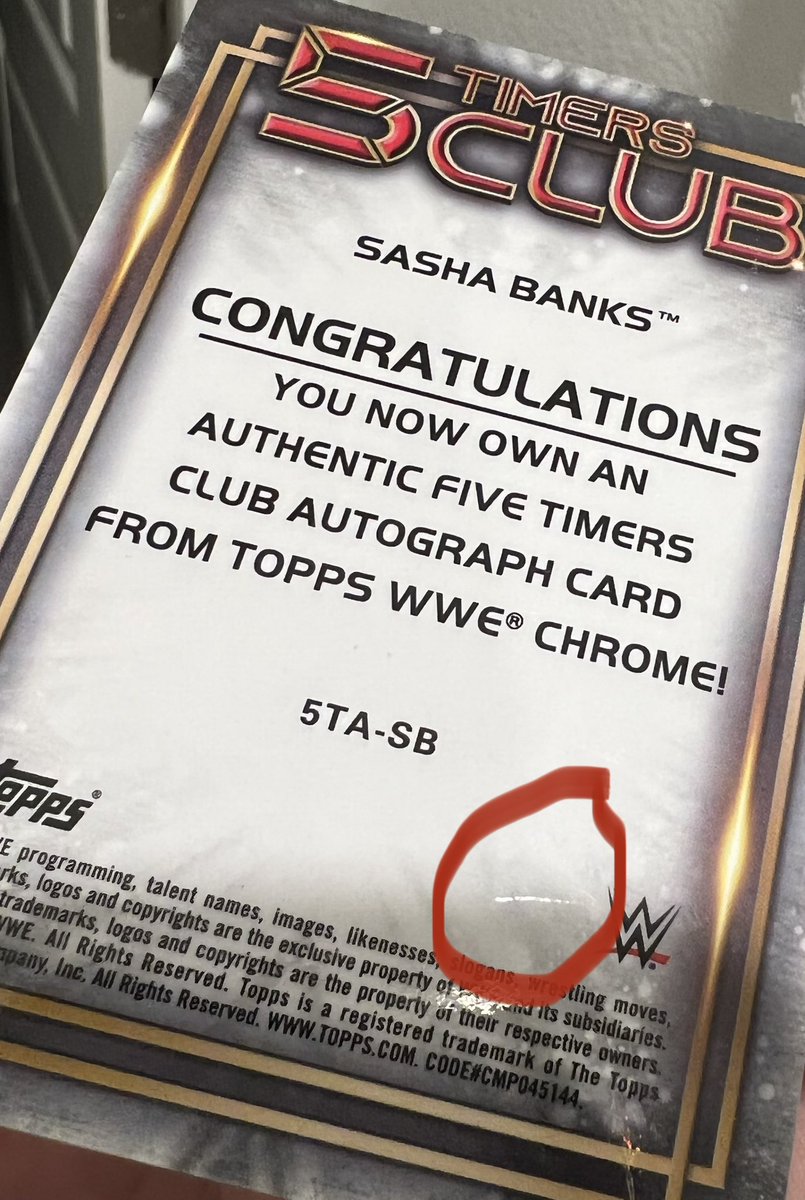 5 TIMERS
CLUB
SASHA BANKS™
CONGRATULATIONS
YOU NOW OWN AN
AUTHENTIC FIVE TIMERS
CLUB AUTOGRAPH CARD
FROM TOPPS WWE® CHROME!
5TA-SB
topps®
W
programming, talent names, images, likenesses, slogans, wrestling moves,
logos and copyrights are the exclusive property of and its subsidiaries.
trademarks, logos and copyrights are the property of their respective owners.
WWE. All Rights Reserved. Topps is a registered trademark of The Topps
Inc. All Rights Reserved. WWW.TOPPS.COM. CODE#CMP045144.